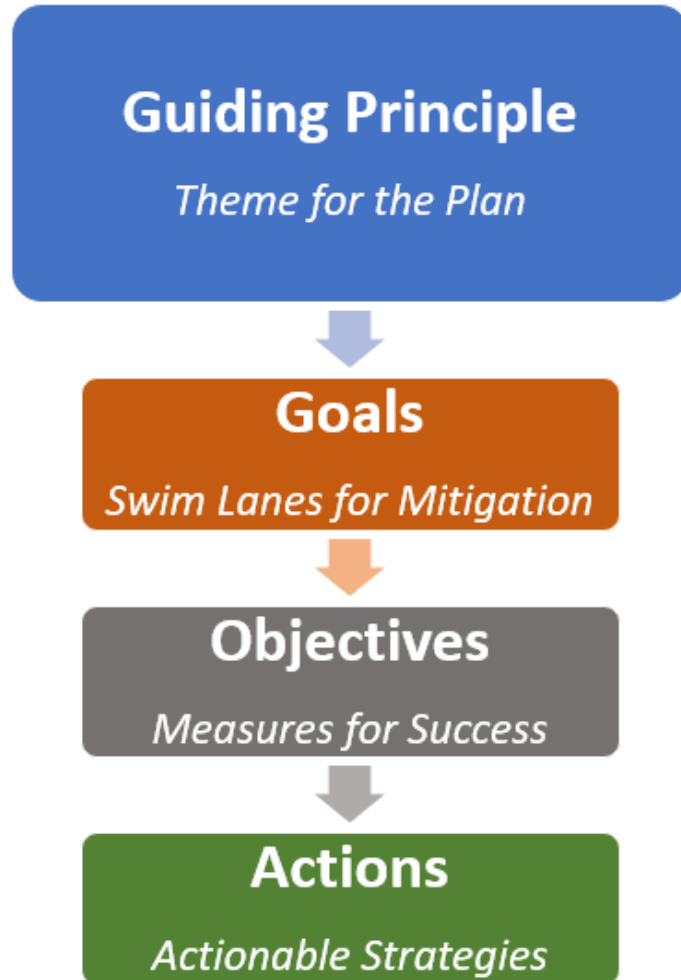 Guiding Principle
Theme for the Plan
Goals
Swim Lanes for Mitigation
Objectives
Measures for Success
Actions
Actionable Strategies